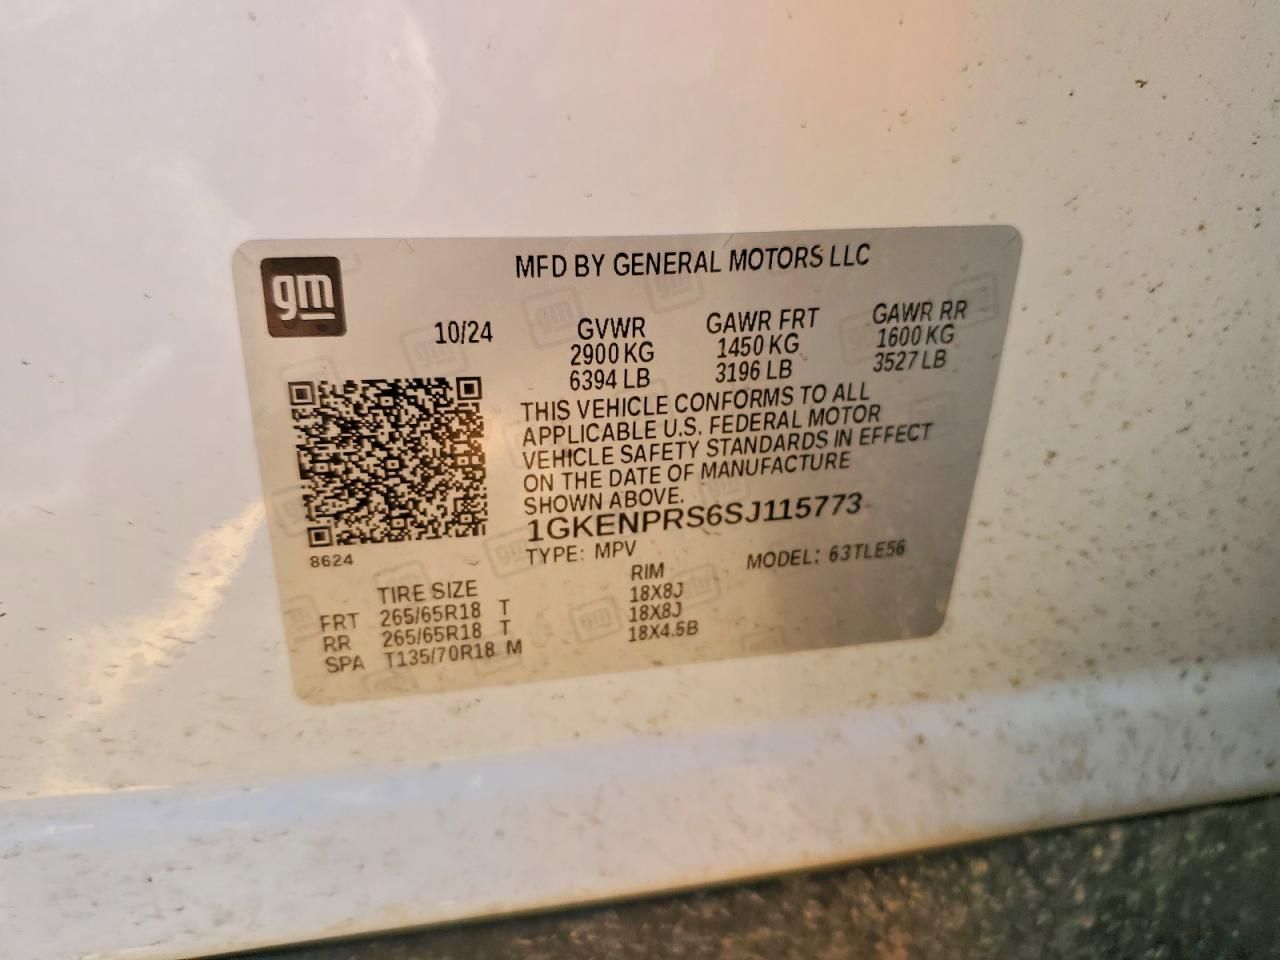 gm
MFD BY GENERAL MOTORS LLC
10/24
GVWR
2900 KG
6394 LB
GAWR FRT
1450 KG
3196 LB
GAWR RR
1600 KG
3527 LB
THIS VEHICLE CONFORMS TO ALL
APPLICABLE U.S. FEDERAL MOTOR
VEHICLE SAFETY STANDARDS IN EFFECT
ON THE DATE OF MANUFACTURE
SHOWN ABOVE.
1GKENPRS6SJ115773
TYPE: MPV MODEL: 63TLE56
8624
TIRE SIZE RIM
FRT 265/65R18 T 18X8J
RR 265/65R18 T 18X8J
SPA T135/70R18 M 18X4.5B